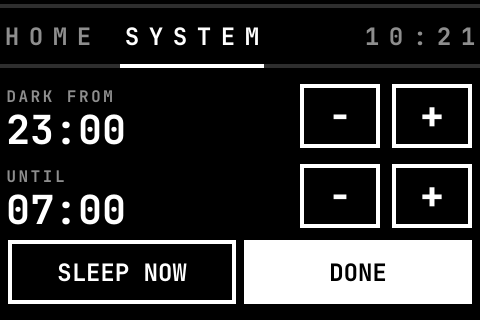 HOME SYSTEM 10:21
DARK FROM
23:00 - +
UNTIL
07:00 - +
SLEEP NOW DONE